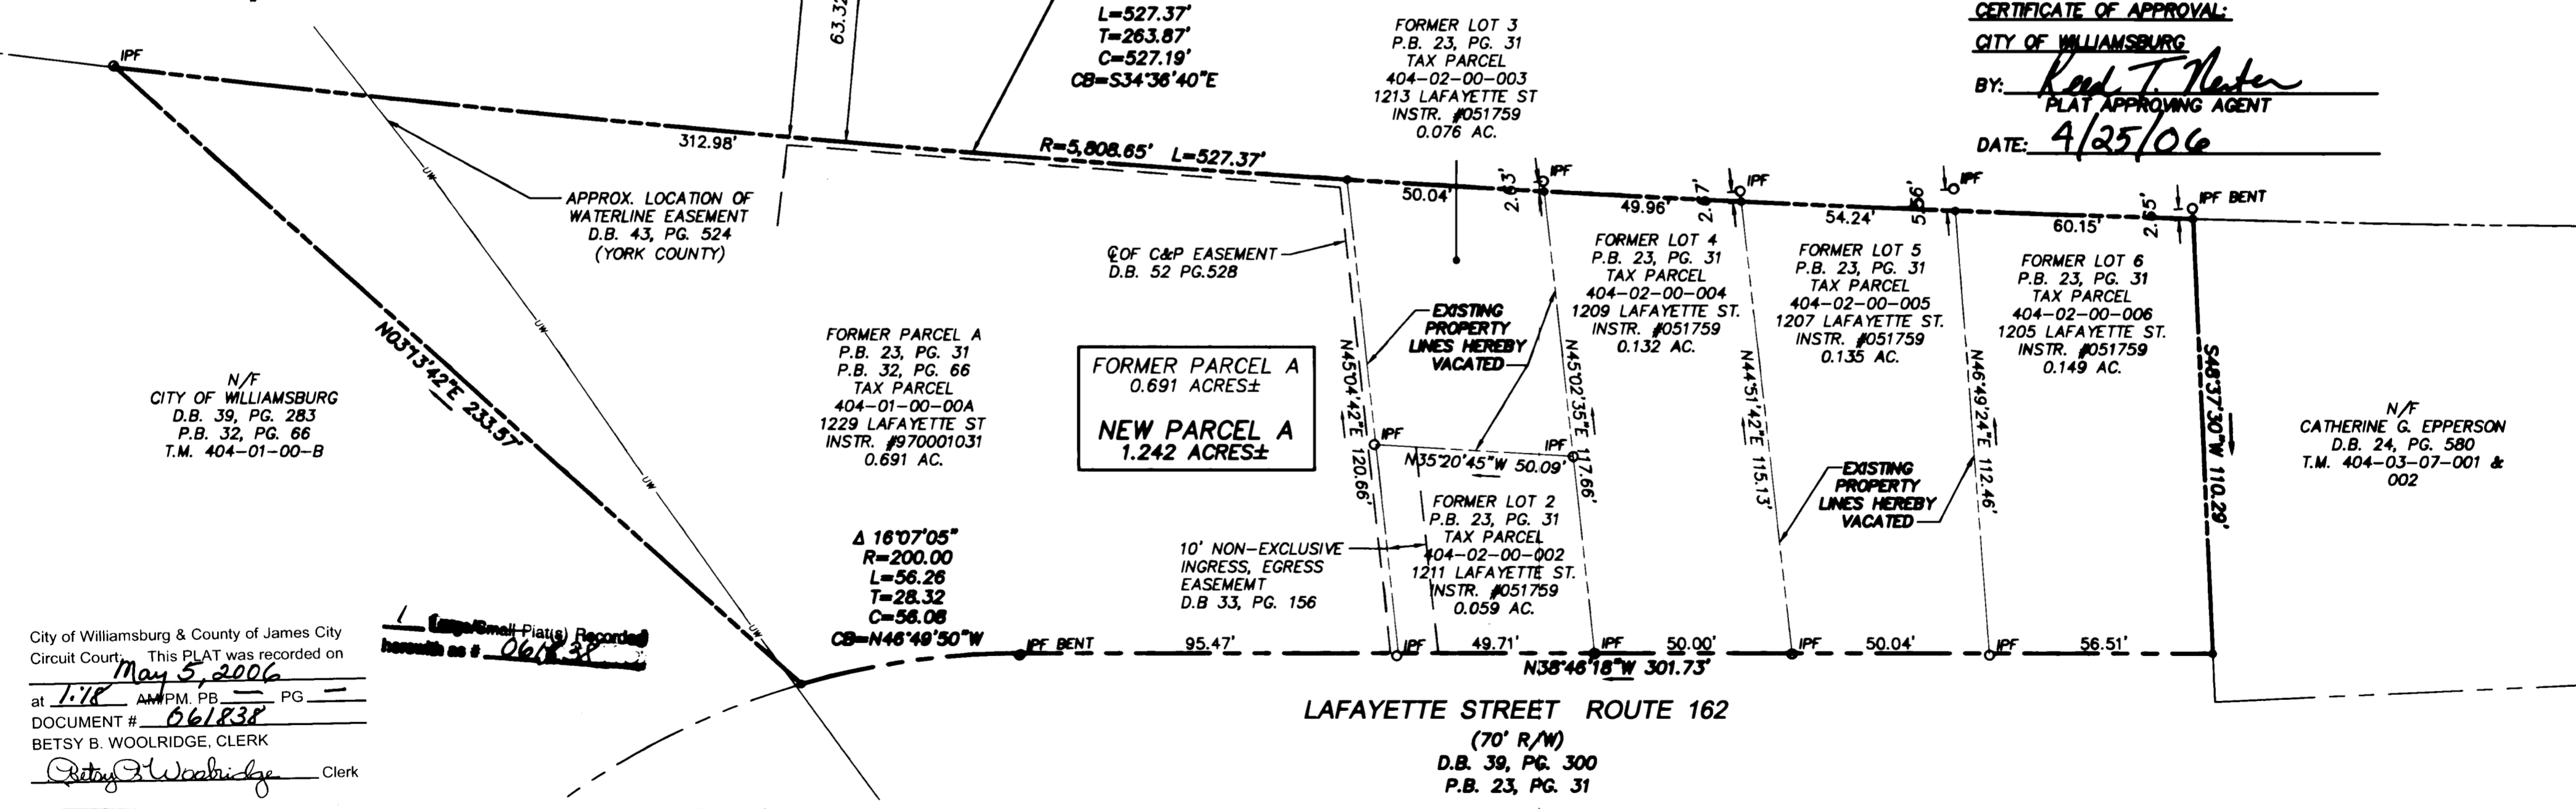 IPF
63.32
L=527.37'
T=263.87'
C=527.19'
CB=S34°36'40"E
FORMER LOT 3
P.B. 23, PG. 31
TAX PARCEL
404-02-00-003
1213 LAFAYETTE ST
INSTR. #051759
0.076 AC.
CERTIFICATE OF APPROVAL:
CITY OF WILLIAMSBURG
BY: Reed T. Nester
PLAT APPROVING AGENT
DATE: 4/25/06
312.98'
R=5,808.65' L=527.37'
50.04'
2.63'
IPF
49.96'
2.67'
IPF
54.24'
5.56'
IPF
60.15'
2.55'
IPF BENT
UW
APPROX. LOCATION OF
WATERLINE EASEMENT
D.B. 43, PG. 524
(YORK COUNTY)
℄ OF C&P EASEMENT
D.B. 52 PG.528
FORMER LOT 4
P.B. 23, PG. 31
TAX PARCEL
404-02-00-004
1209 LAFAYETTE ST.
INSTR. #051759
0.132 AC.
FORMER LOT 5
P.B. 23, PG. 31
TAX PARCEL
404-02-00-005
1207 LAFAYETTE ST.
INSTR. #051759
0.135 AC.
FORMER LOT 6
P.B. 23, PG. 31
TAX PARCEL
404-02-00-006
1205 LAFAYETTE ST.
INSTR. #051759
0.149 AC.
EXISTING
PROPERTY
LINES HEREBY
VACATED
UW
N03°13'42"E 233.57'
N/F
CITY OF WILLIAMSBURG
D.B. 39, PG. 283
P.B. 32, PG. 66
T.M. 404-01-00-B
FORMER PARCEL A
P.B. 23, PG. 31
P.B. 32, PG. 66
TAX PARCEL
404-01-00-00A
1229 LAFAYETTE ST
INSTR. #970001031
0.691 AC.
FORMER PARCEL A
0.691 ACRES±
NEW PARCEL A
1.242 ACRES±
N45°04'42"E 120.66'
N45°02'35"E 117.66'
N44°51'42"E 115.13'
N46°49'24"E 112.46'
S48°37'30"W 110.29'
N/F
CATHERINE G. EPPERSON
D.B. 24, PG. 580
T.M. 404-03-07-001 &
002
IPF
IPF
N35°20'45"W 50.09'
UW
EXISTING
PROPERTY
LINES HEREBY
VACATED
FORMER LOT 2
P.B. 23, PG. 31
TAX PARCEL
404-02-00-002
1211 LAFAYETTE ST.
INSTR. #051759
0.059 AC.
10' NON-EXCLUSIVE
INGRESS, EGRESS
EASEMEMT
D.B 33, PG. 156
Δ 16°07'05"
R=200.00
L=56.26
T=28.32
C=56.08
CB=N46°49'50"W
UW
IPF BENT
95.47'
IPF
49.71'
IPF
50.00'
IPF
50.04'
IPF
56.51'
N38°46'18"W 301.73'
LAFAYETTE STREET ROUTE 162
(70' R/W)
D.B. 39, PG. 300
P.B. 23, PG. 31
City of Williamsburg & County of James City
Circuit Court: This PLAT was recorded on
May 5, 2006
at 1:18 AM/PM. PB — PG —
DOCUMENT # 061838
BETSY B. WOOLRIDGE, CLERK
Betsy B Woolridge Clerk
1 Large/Small Plat(s) Recorded
herewith as # 061838